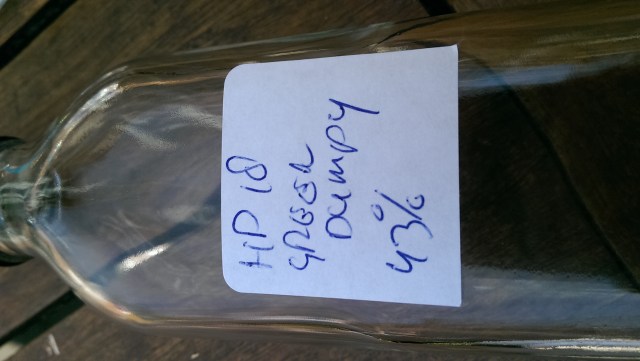 HP 18
green
Dumpy
43%